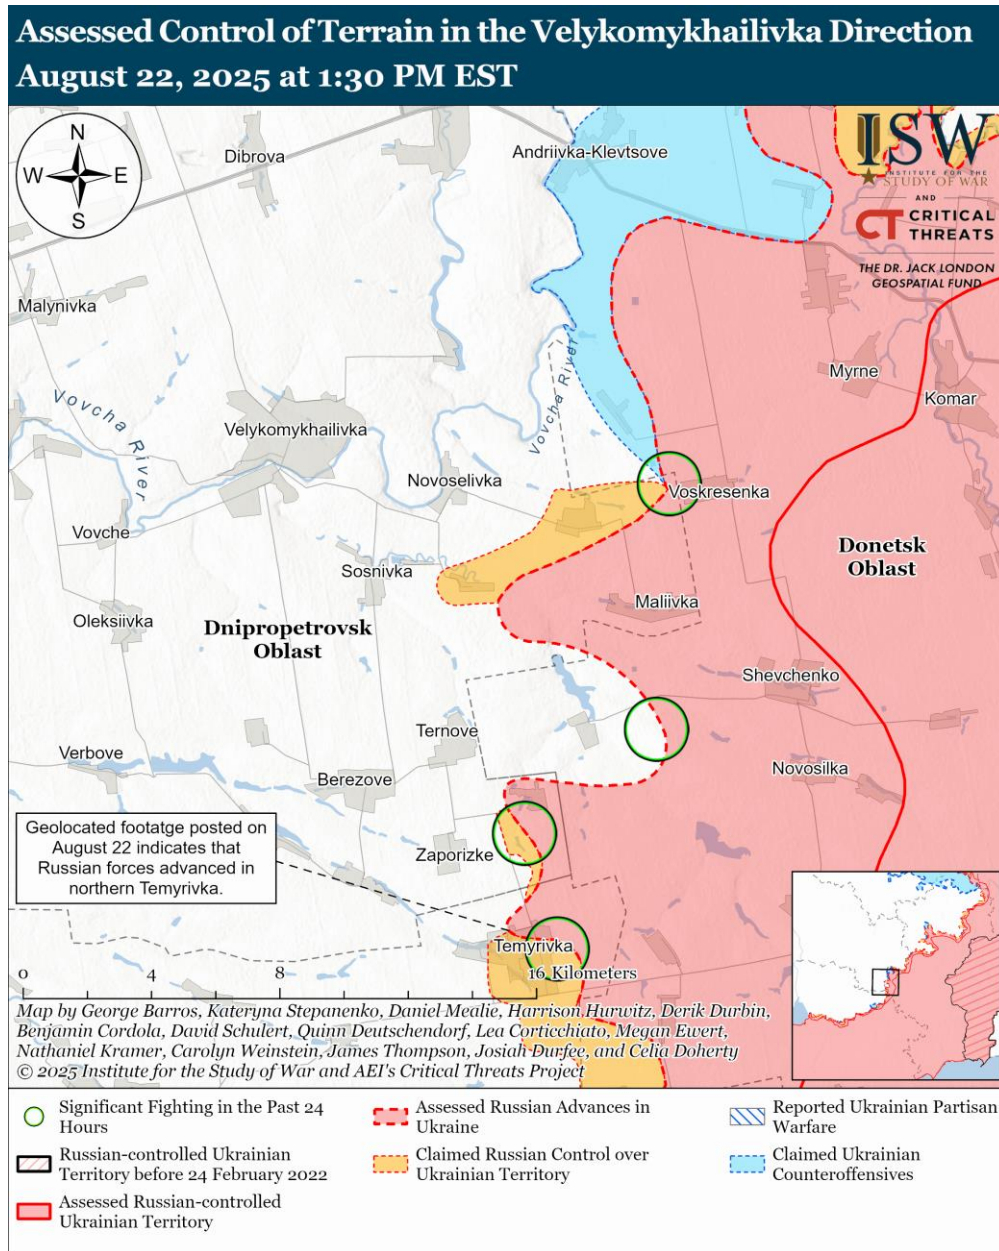 Assessed Control of Terrain in the Velykomykhailivka Direction
August 22, 2025 at 1:30 PM EST
N
W E
S
Dibrova
Andriivka-Klevtsove
ISW
INSTITUTE FOR THE
STUDY OF WAR
AND
CT CRITICAL
THREATS
THE DR. JACK LONDON
GEOSPATIAL FUND
Malynivka
Myrne
Komar
Vovcha River
Vovcha River
Velykomykhailivka
Novoselivka
Voskresenka
Vovche
Donetsk
Oblast
Sosnivka
Maliivka
Oleksiivka
Dnipropetrovsk
Oblast
Shevchenko
Ternove
Verbove
Berezove
Novosilka
Geolocated footatge posted on
August 22 indicates that
Russian forces advanced in
northern Temyrivka.
Zaporizke
Temyrivka
0 4 8 16 Kilometers
Map by George Barros, Kateryna Stepanenko, Daniel Mealie, Harrison Hurwitz, Derik Durbin,
Benjamin Cordola, David Schulert, Quinn Deutschendorf, Lea Corticchiato, Megan Ewert,
Nathaniel Kramer, Carolyn Weinstein, James Thompson, Josiah Durfee, and Celia Doherty
© 2025 Institute for the Study of War and AEI's Critical Threats Project
Significant Fighting in the Past 24
Hours
Russian-controlled Ukrainian
Territory before 24 February 2022
Assessed Russian-controlled
Ukrainian Territory
Assessed Russian Advances in
Ukraine
Claimed Russian Control over
Ukrainian Territory
Reported Ukrainian Partisan
Warfare
Claimed Ukrainian
Counteroffensives